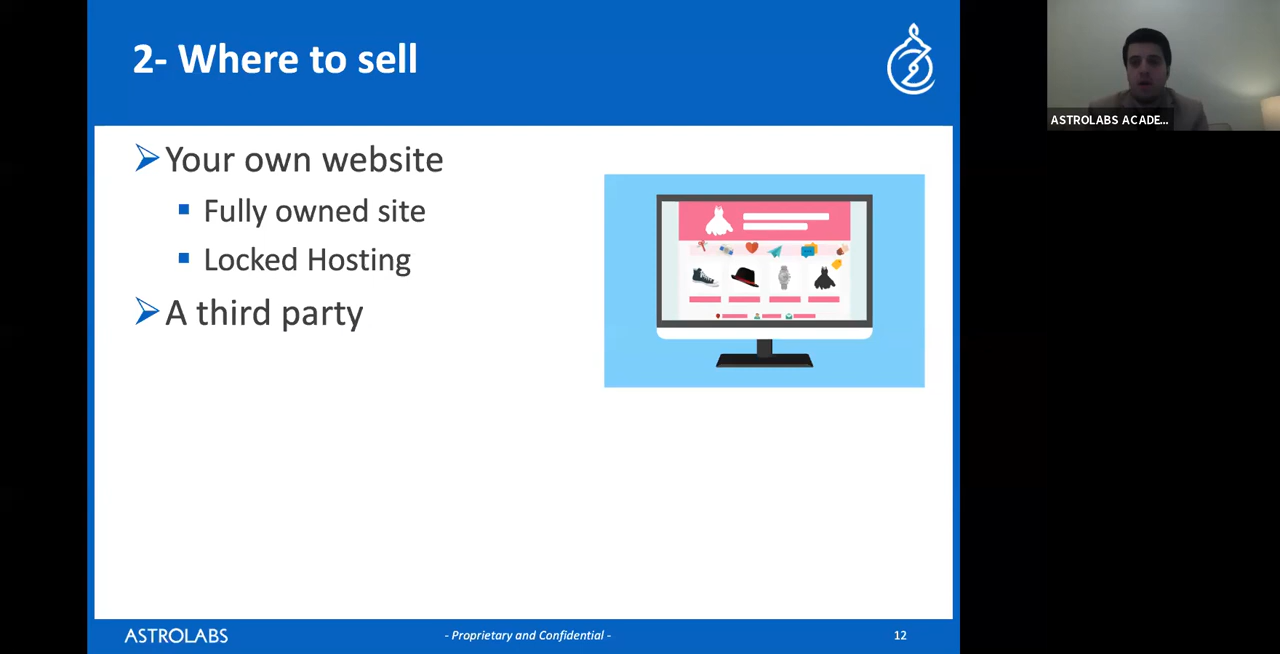 2- Where to sell
Your own website
Fully owned site
Locked Hosting
A third party
ASTROLABS
- Proprietary and Confidential -
12
ASTROLABS ACADE...